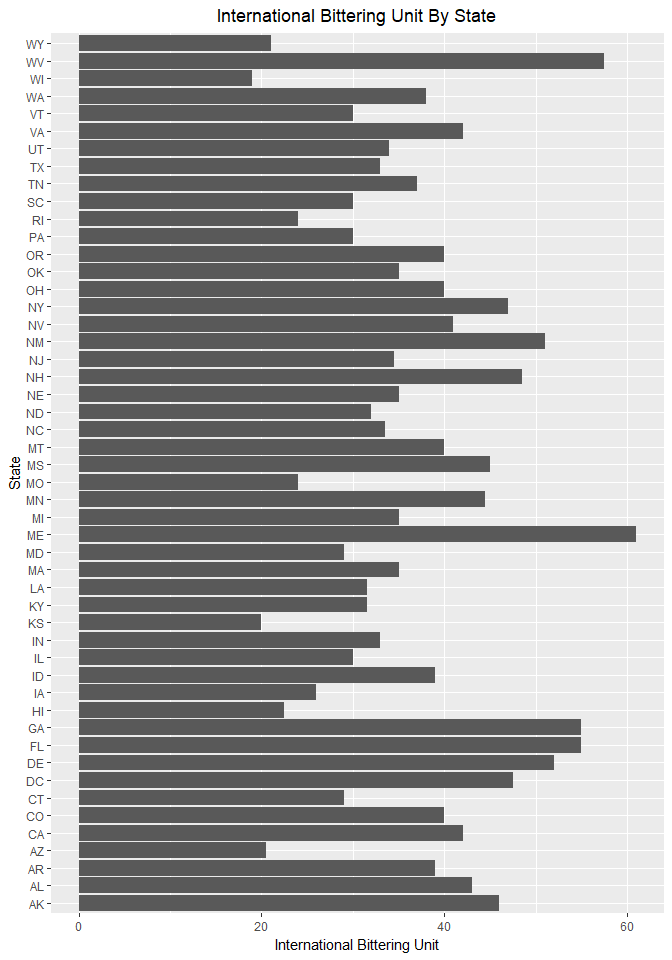 International Bittering Unit By State
WY
WV
WI
WA
VT
VA
UT
TX
TN
SC
RI
PA
OR
OK
OH
NY
NV
NM
NJ
NH
NE
ND
NC
MT
MS
MO
MN
MI
ME
MD
MA
LA
KY
KS
IN
IL
ID
IA
HI
GA
FL
DE
DC
CT
CO
CA
AZ
AR
AL
AK
State
0 20 40 60
International Bittering Unit